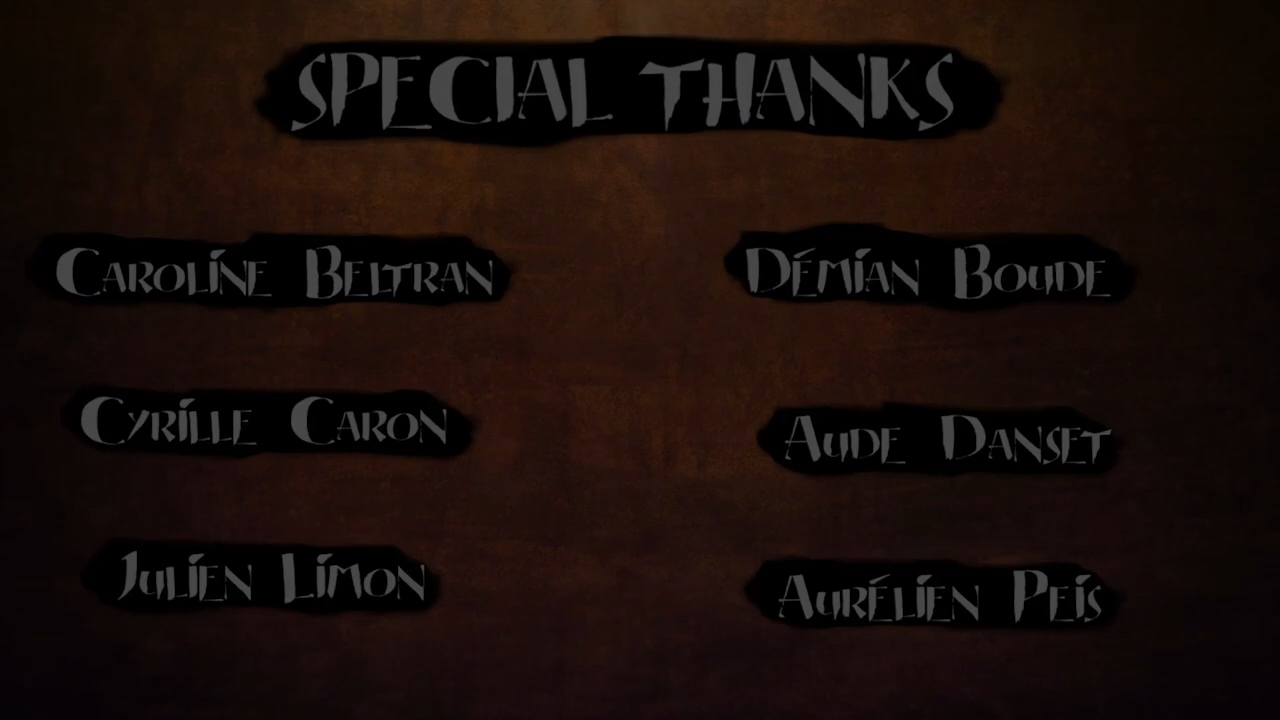 SPECIAL THANKS
CAROLINE BELTRAN
DÉMIAN BOUDE
CYRILLE CARON
AUDE DANSET
JULIEN LIMON
AURÉLIEN PEIS